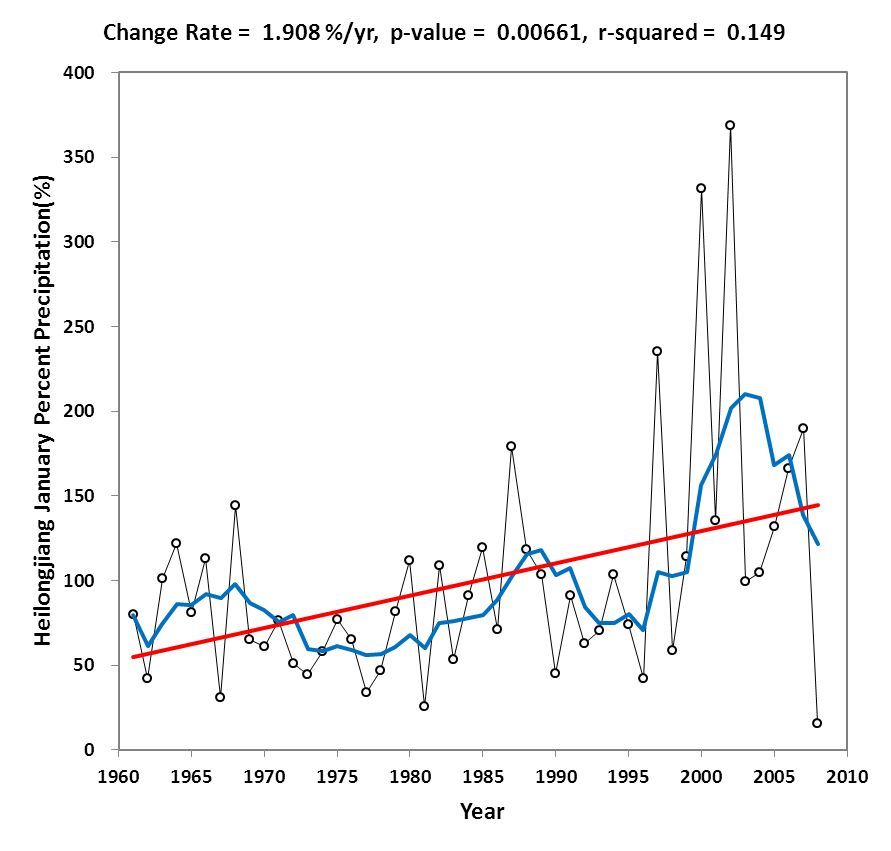 Change Rate =  1.908 %/yr,  p-value =  0.00661,  r-squared =  0.149
400
350
300
250
200
150
100
50
0
Heilongjiang January Percent Precipitation(%)
1960 1965 1970 1975 1980 1985 1990 1995 2000 2005 2010
Year